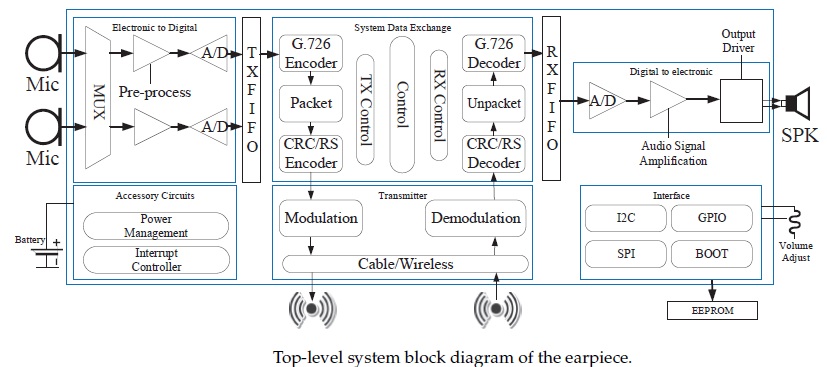 Electronic to Digital
Mic
Mic
MUX
Pre-process
A/D
A/D
TXFIFO
System Data Exchange
G.726
Encoder
Packet
CRC/RS
Encoder
TX Control
Control
RX Control
G.726
Decoder
Unpacket
CRC/RS
Decoder
RXFIFO
Output
Driver
Digital to electronic
A/D
Audio Signal
Amplification
SPK
Accessory Circuits
Power
Management
Interrupt
Controller
Battery
+
Transmitter
Modulation
Demodulation
Cable/Wireless
Interface
I2C
GPIO
SPI
BOOT
Volume
Adjust
EEPROM
Top-level system block diagram of the earpiece.